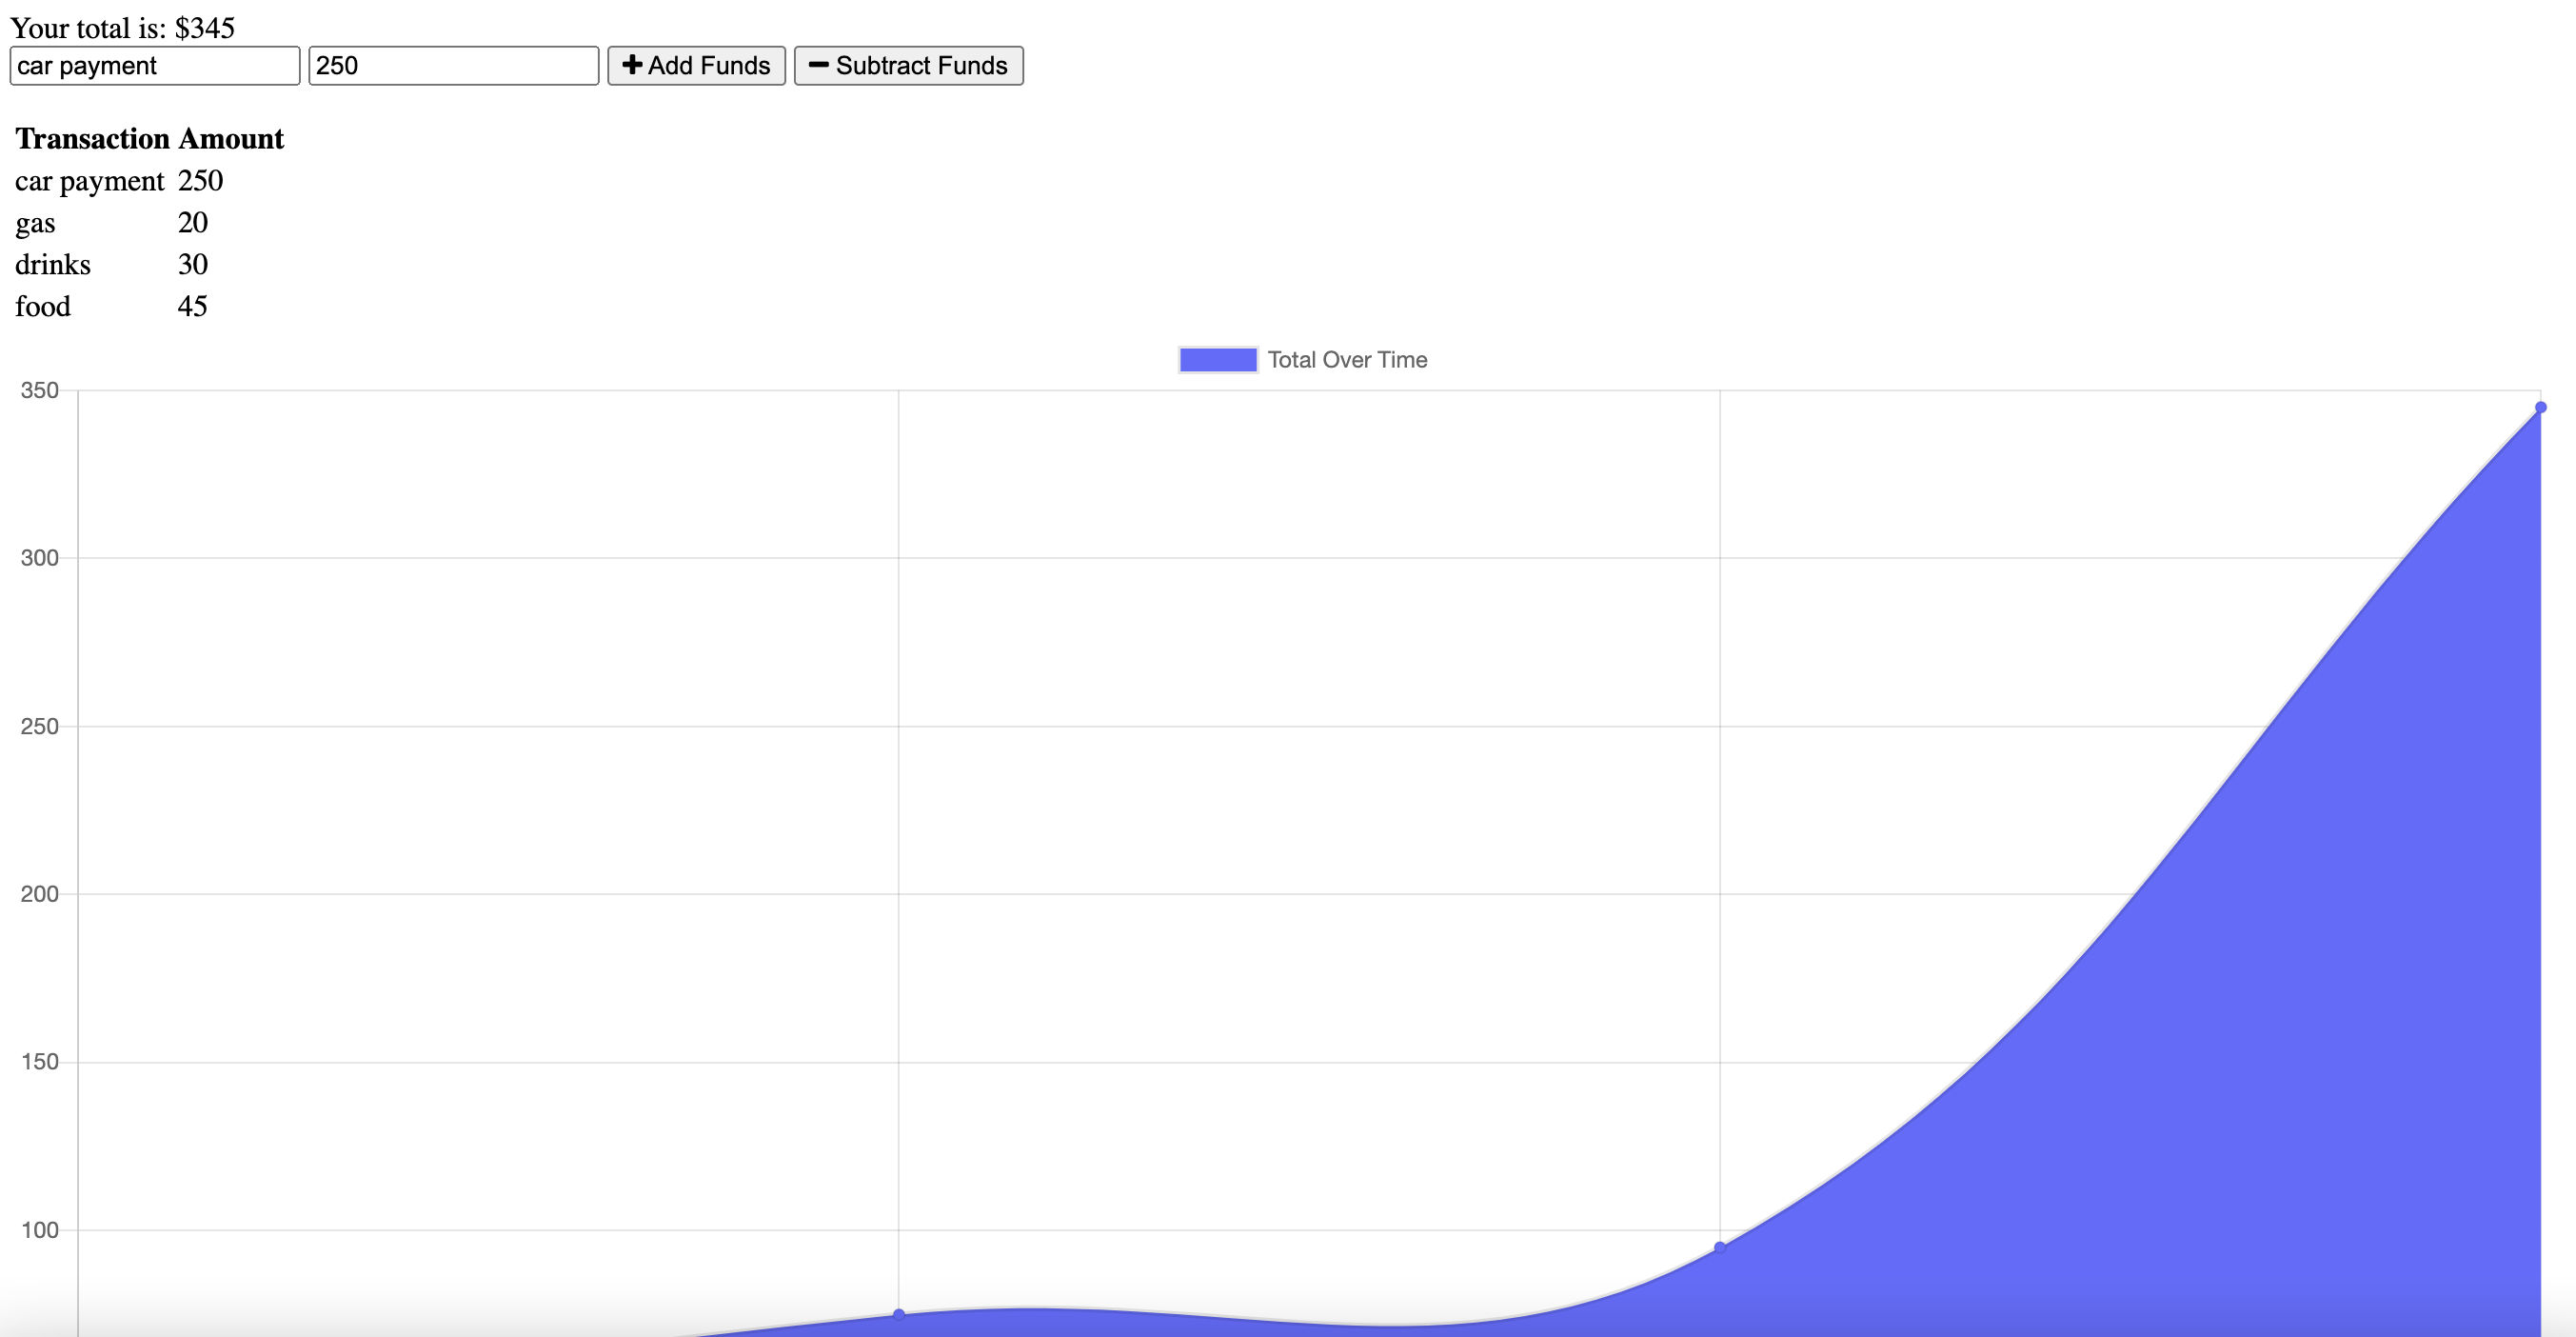 Your total is: $345
car payment 250 Add Funds Subtract Funds
Transaction Amount
car payment 250
gas 20
drinks 30
food 45
Total Over Time
350
300
250
200
150
100